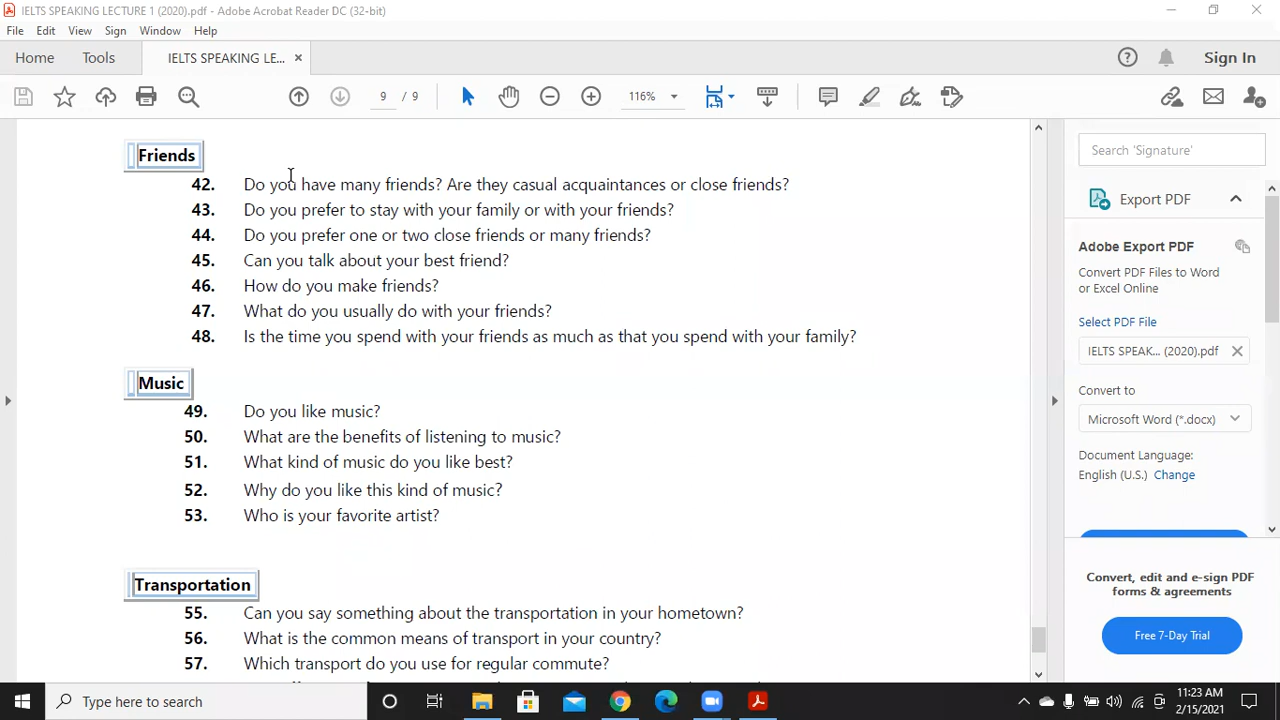 IELTS SPEAKING LECTURE 1 (2020).pdf - Adobe Acrobat Reader DC (32-bit)
File Edit View Sign Window Help
Home Tools IELTS SPEAKING LE... Sign In
9 / 9 116%
Friends
42. Do you have many friends? Are they casual acquaintances or close friends?
43. Do you prefer to stay with your family or with your friends?
44. Do you prefer one or two close friends or many friends?
45. Can you talk about your best friend?
46. How do you make friends?
47. What do you usually do with your friends?
48. Is the time you spend with your friends as much as that you spend with your family?
Music
49. Do you like music?
50. What are the benefits of listening to music?
51. What kind of music do you like best?
52. Why do you like this kind of music?
53. Who is your favorite artist?
Transportation
55. Can you say something about the transportation in your hometown?
56. What is the common means of transport in your country?
57. Which transport do you use for regular commute?
Search 'Signature'
Export PDF
Adobe Export PDF
Convert PDF Files to Word
or Excel Online
Select PDF File
IELTS SPEAK... (2020).pdf
Convert to
Microsoft Word (*.docx)
Document Language:
English (U.S.) Change
Convert, edit and e-sign PDF
forms & agreements
Free 7-Day Trial
Type here to search
11:23 AM
2/15/2021